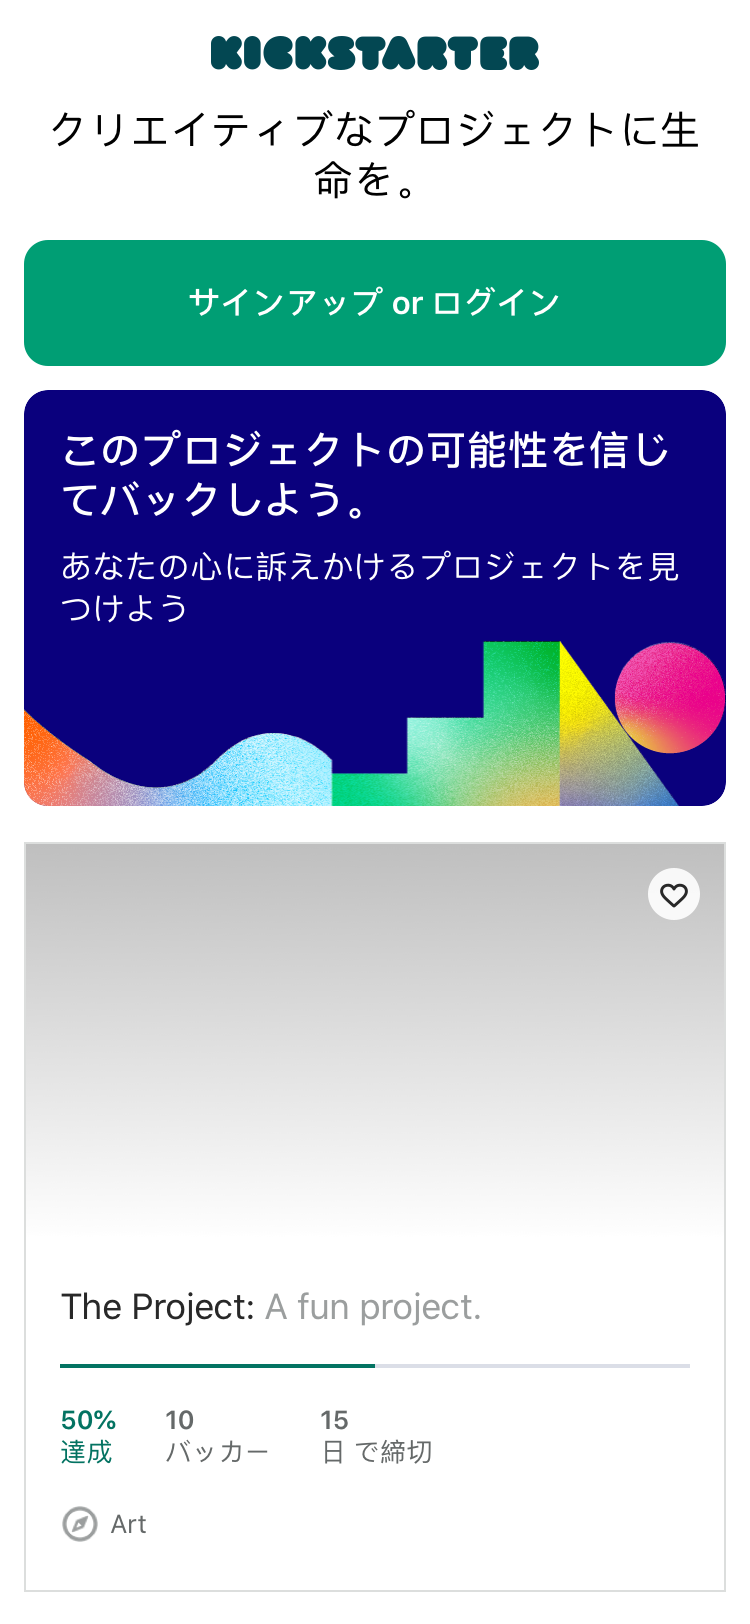 KICKSTARTER
クリエイティブなプロジェクトに生
命を。
サインアップ or ログイン
このプロジェクトの可能性を信じ
てバックしよう。
あなたの心に訴えかけるプロジェクトを見
つけよう
The Project: A fun project.
50% 10 15
達成 バッカー 日 で締切
Art